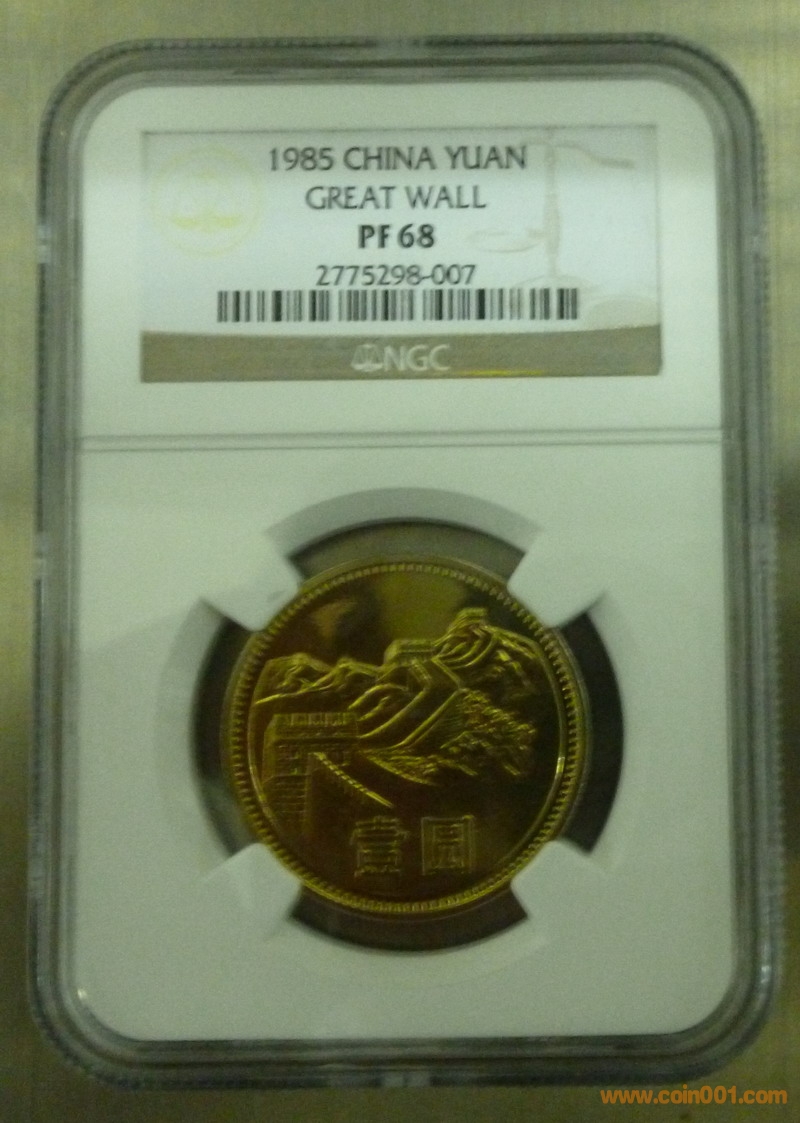 1985 CHINA YUAN
GREAT WALL
PF 68
2775298-007
NGC
壹圆
www.coin001.com